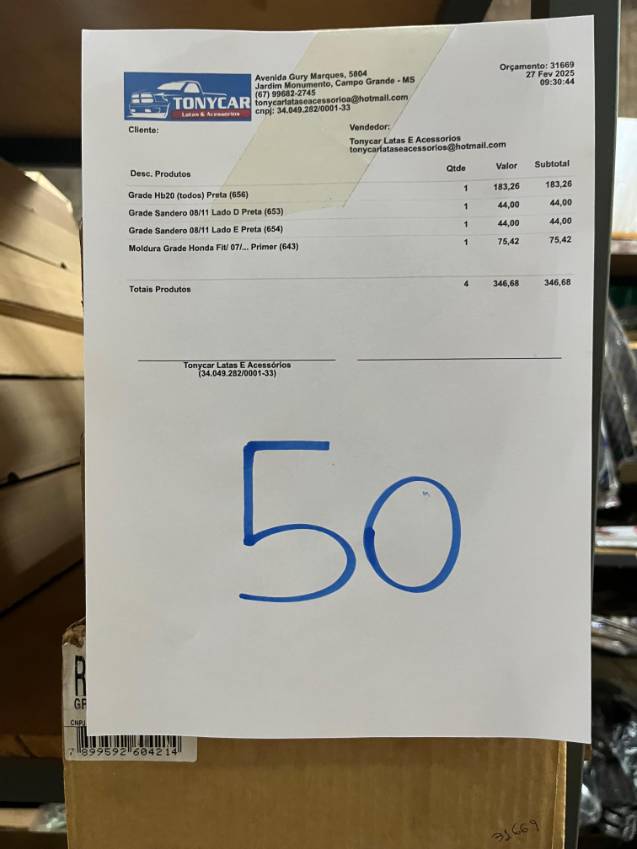 TONYCAR
Latas & Acessorios
Avenida Gury Marques, 5804
Jardim Monumento, Campo Grande - MS
(67) 99682-2745
tonycarlataseacessorioa@hotmail.com
cnpj: 34.049.282/0001-33
Orçamento: 31669
27 Fev 2025
09:30:44
Cliente:
Vendedor:
Tonycar Latas E Acessorios
tonycarlataseacessorios@hotmail.com
Desc. Produtos Qtde Valor Subtotal
Grade Hb20 (todos) Preta (656) 1 183,26 183,26
Grade Sandero 08/11 Lado D Preta (653) 1 44,00 44,00
Grade Sandero 08/11 Lado E Preta (654) 1 44,00 44,00
Moldura Grade Honda Fit/ 07/... Primer (643) 1 75,42 75,42
Totais Produtos 4 346,68 346,68
Tonycar Latas E Acessórios
(34.049.282/0001-33)
50
CNPJ
7 899592 604214
31669